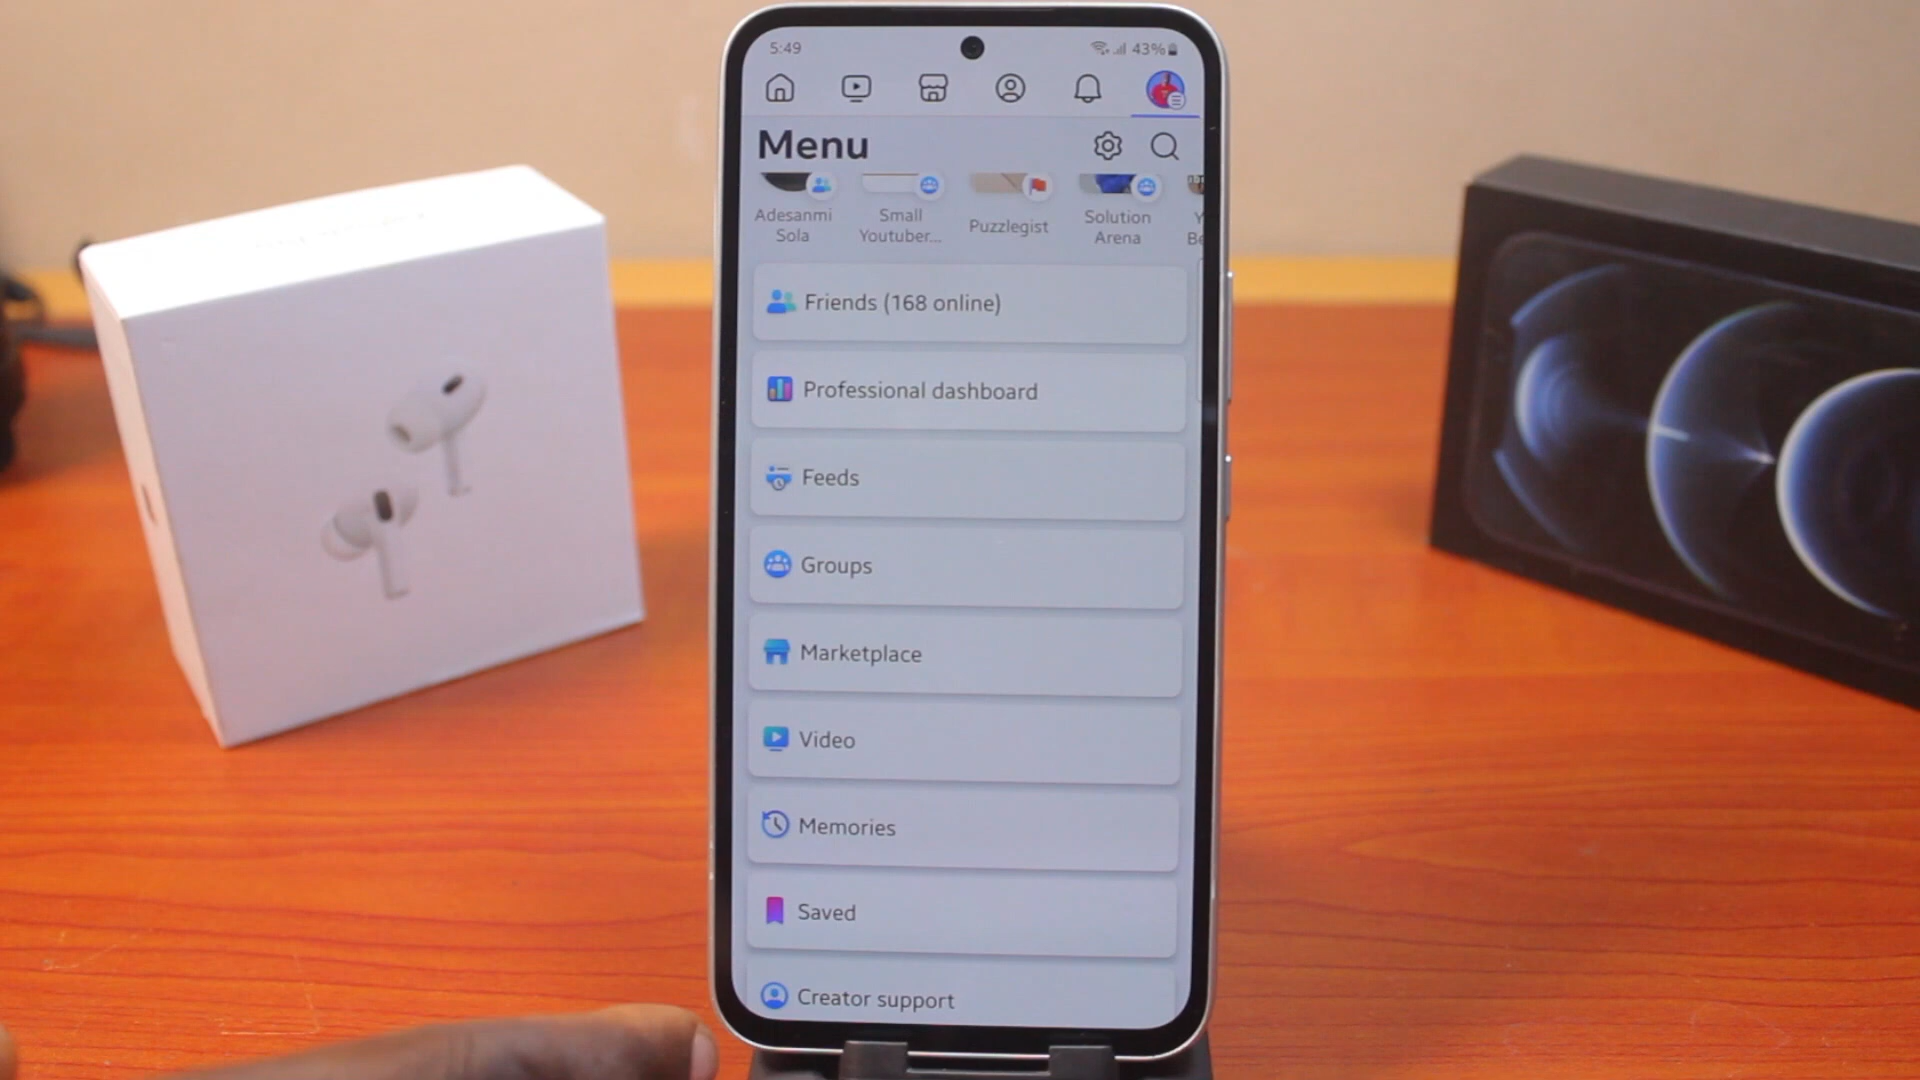 5:49
43%
Menu
Adesanmi
Sola
Small
Youtuber...
Puzzlegist
Solution
Arena
Friends (168 online)
Professional dashboard
Feeds
Groups
Marketplace
Video
Memories
Saved
Creator support